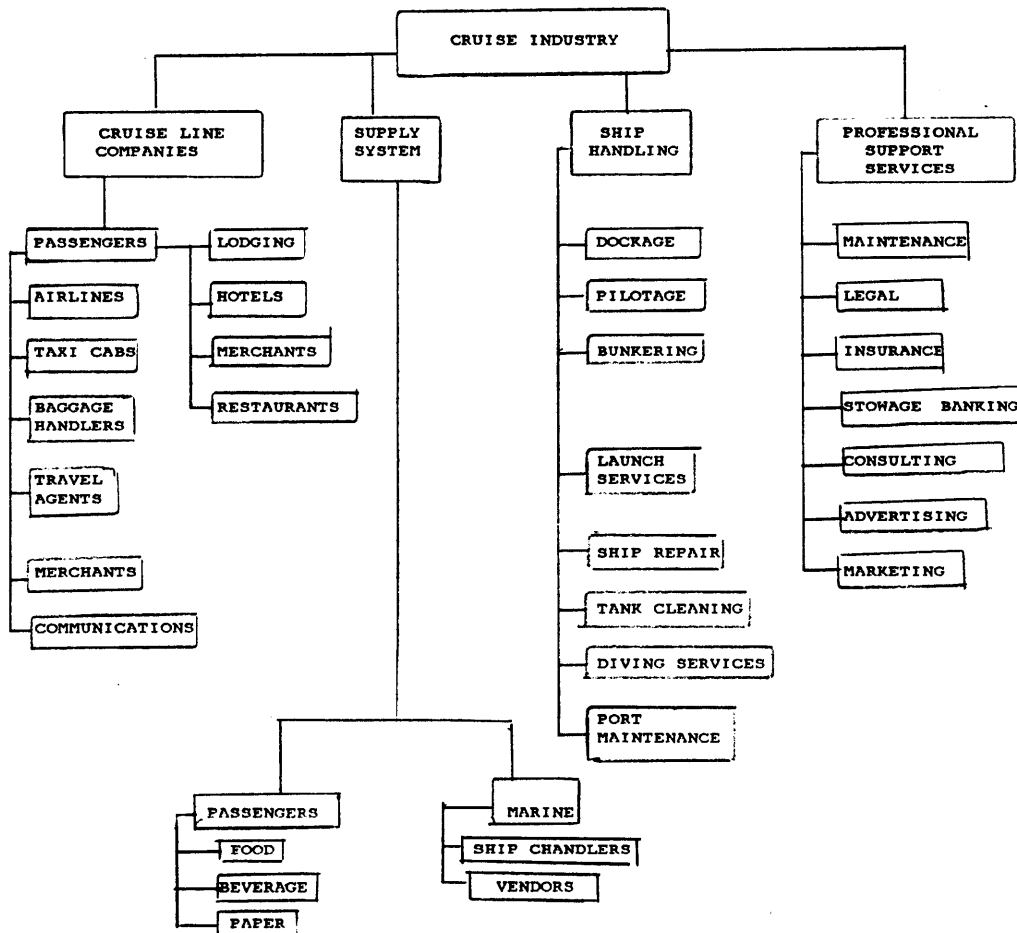 CRUISE INDUSTRY
CRUISE LINE
COMPANIES
SUPPLY
SYSTEM
SHIP
HANDLING
PROFESSIONAL
SUPPORT
SERVICES
PASSENGERS
AIRLINES
TAXI CABS
BAGGAGE
HANDLERS
TRAVEL
AGENTS
MERCHANTS
COMMUNICATIONS
LODGING
HOTELS
MERCHANTS
RESTAURANTS
DOCKAGE
PILOTAGE
BUNKERING
LAUNCH
SERVICES
SHIP REPAIR
TANK CLEANING
DIVING SERVICES
PORT
MAINTENANCE
MAINTENANCE
LEGAL
INSURANCE
STOWAGE BANKING
CONSULTING
ADVERTISING
MARKETING
PASSENGERS
FOOD
BEVERAGE
PAPER
MARINE
SHIP CHANDLERS
VENDORS